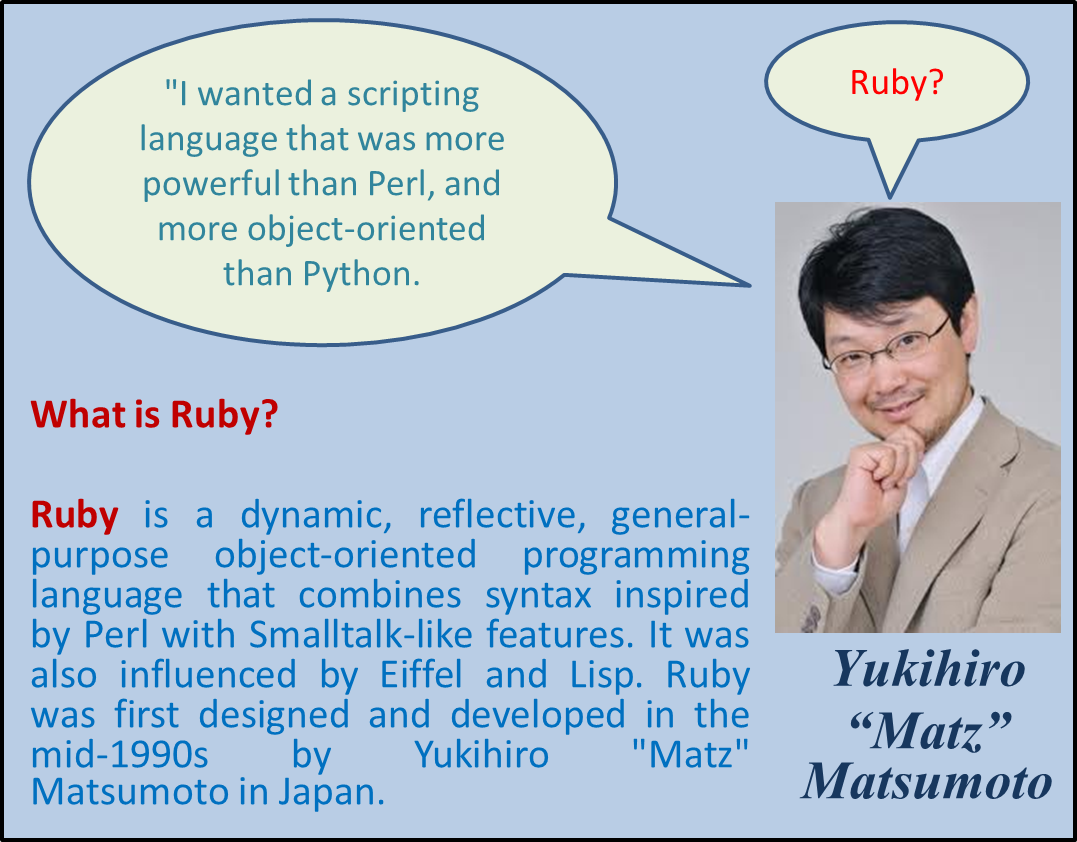 "I wanted a scripting
language that was more
powerful than Perl, and
more object-oriented
than Python.
Ruby?
What is Ruby?
Ruby is a dynamic, reflective, general-
purpose object-oriented programming
language that combines syntax inspired
by Perl with Smalltalk-like features. It was
also influenced by Eiffel and Lisp. Ruby
was first designed and developed in the
mid-1990s by Yukihiro "Matz"
Matsumoto in Japan.
Yukihiro
“Matz”
Matsumoto